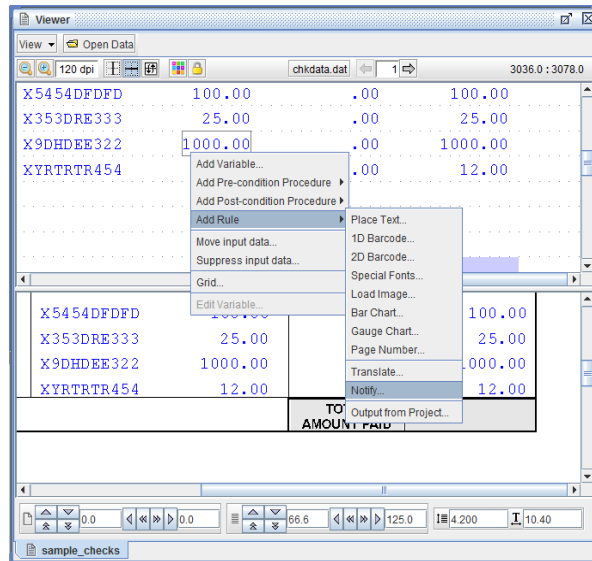 Viewer
View Open Data
120 dpi chkdata.dat 1 3036.0 : 3078.0
X5454DFDFD 100.00 .00 100.00
X353DRE333 25.00 .00 25.00
X9DHDEE322 1000.00 .00 1000.00
XYRTRTR454 .00 12.00
Add Variable...
Add Pre-condition Procedure
Add Post-condition Procedure
Add Rule
Move input data...
Suppress input data...
Grid...
Edit Variable...
Place Text...
1D Barcode...
2D Barcode...
Special Fonts...
Load Image...
Bar Chart...
Gauge Chart...
Page Number...
Translate...
Notify...
Output from Project...
X5454DFDFD 100.00
X353DRE333 25.00 25.00
X9DHDEE322 1000.00
XYRTRTR454 12.00 12.00
AMOUNT PAID
0.0 0.0 66.6 125.0 4.200 10.40
sample_checks